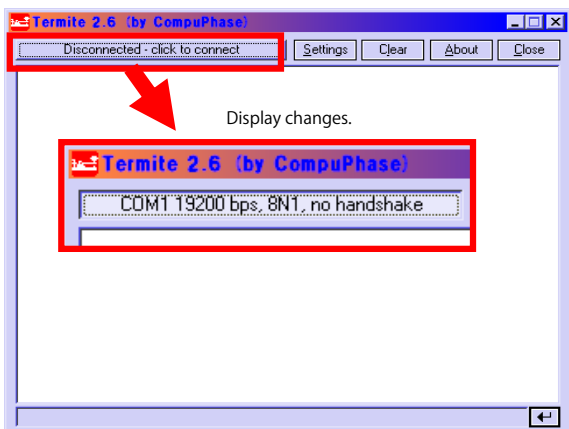 Termite 2.6 (by CompuPhase)
Disconnected - click to connect Settings Clear About Close
Display changes.
Termite 2.6 (by CompuPhase)
COM1 19200 bps, 8N1, no handshake